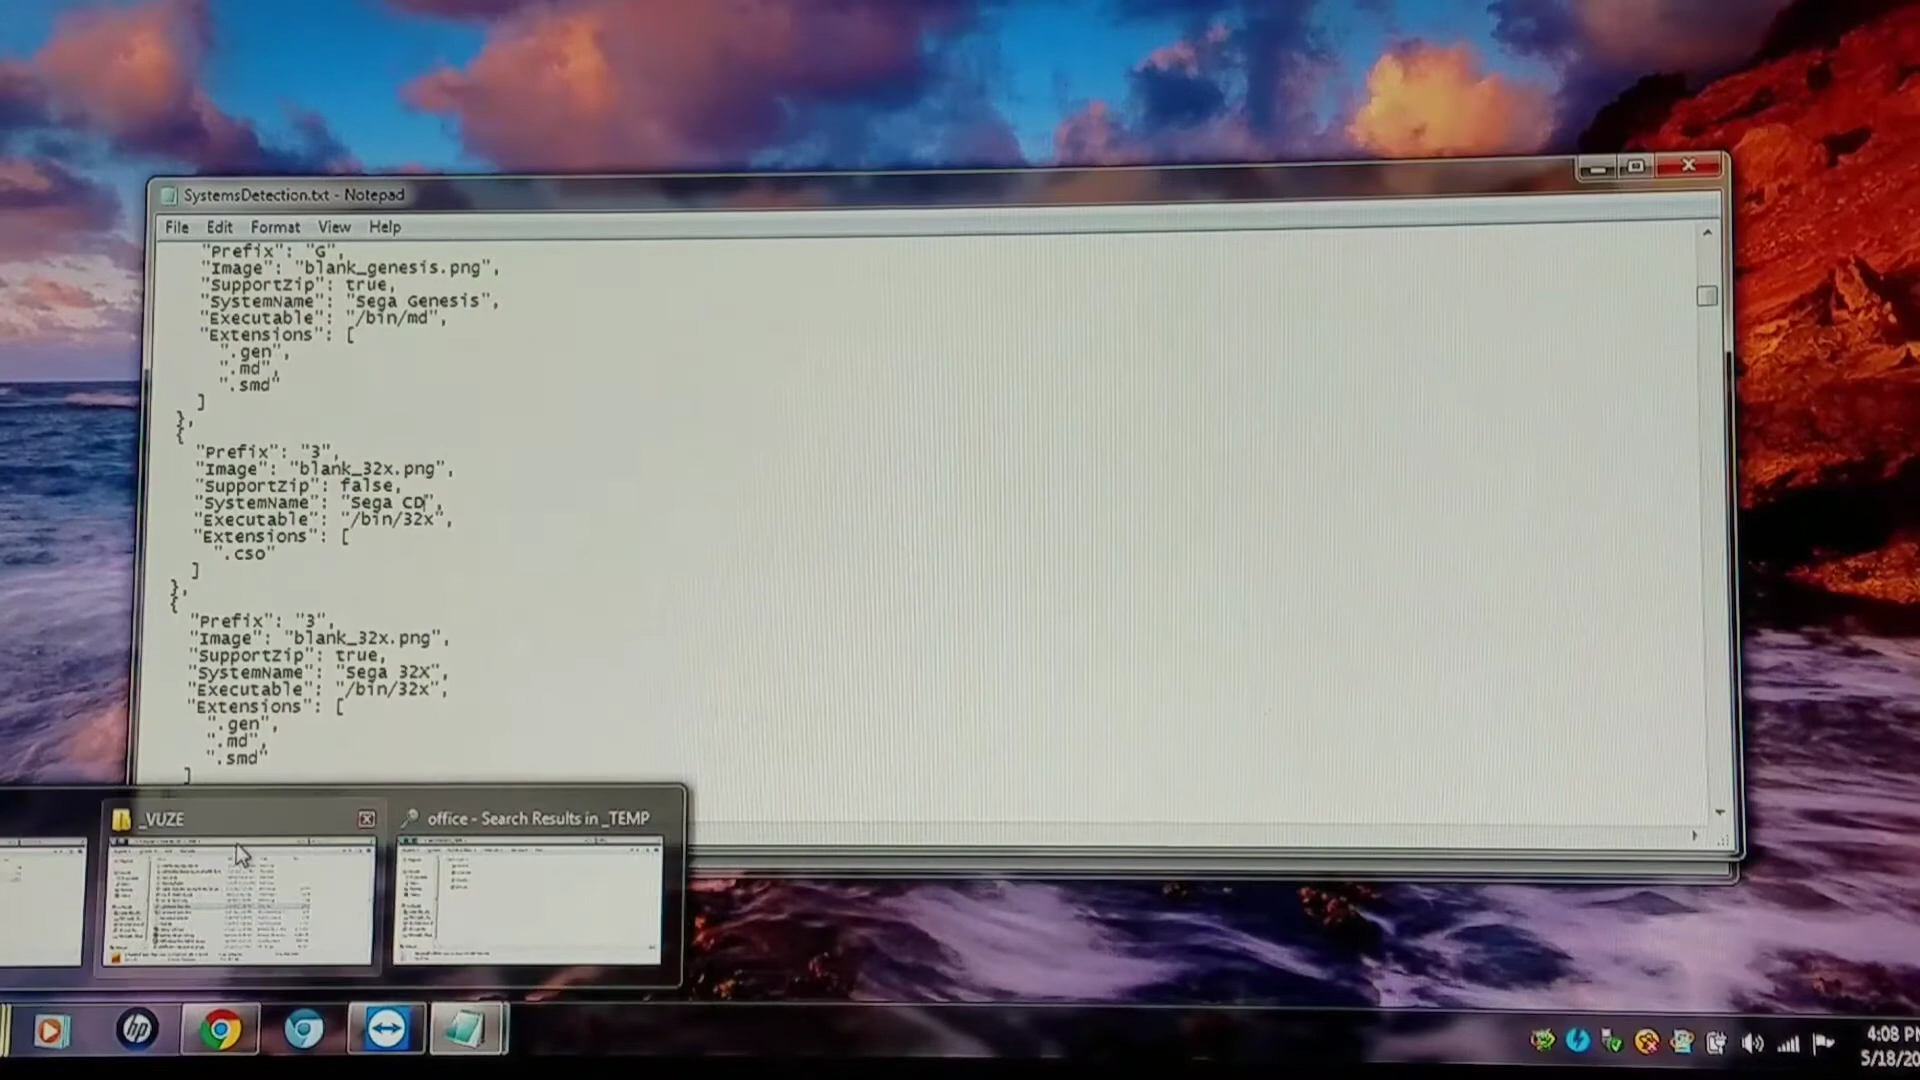 SystemsDetection.txt - Notepad
File Edit Format View Help
"Prefix": "G",
"Image": "blank_genesis.png",
"SupportZip": true,
"SystemName": "Sega Genesis",
"Executable": "/bin/md",
"Extensions": [
".gen",
".md",
".smd"
]
},
{
"Prefix": "3",
"Image": "blank_32x.png",
"SupportZip": false,
"SystemName": "Sega CD",
"Executable": "/bin/32x",
"Extensions": [
".cso"
]
},
{
"Prefix": "3",
"Image": "blank_32x.png",
"SupportZip": true,
"SystemName": "Sega 32X",
"Executable": "/bin/32x",
"Extensions": [
".gen",
".md",
".smd"
]
_VUZE
office - Search Results in _TEMP
hp
4:08 PM